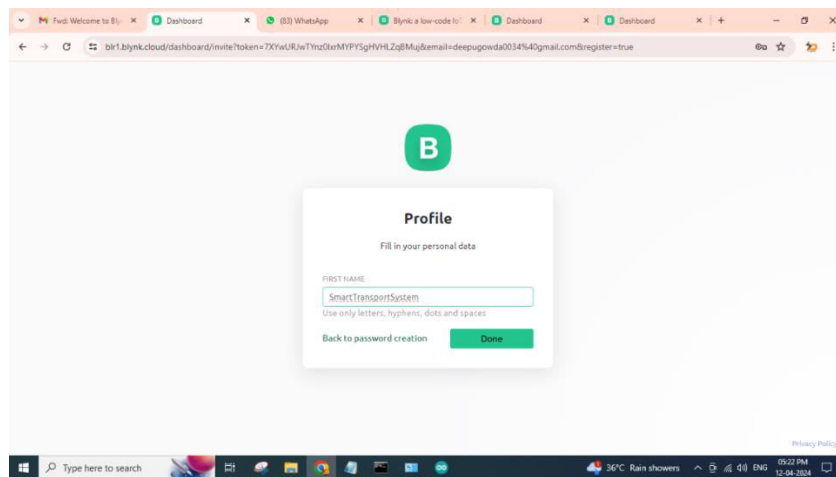 Fwd: Welcome to Bly
Dashboard
(83) WhatsApp
Blynk: a low-code Io
Dashboard
Dashboard
blr1.blynk.cloud/dashboard/invite?token=7XYwURJwTYnz0lxrMYPYSgHVHLZqBMuj&email=deepugowda0034%40gmail.com&register=true
B
Profile
Fill in your personal data
FIRST NAME
SmartTransportSystem
Use only letters, hyphens, dots and spaces
Back to password creation
Done
Privacy Policy
Type here to search
36°C Rain showers
ENG
05:22 PM
12-04-2024